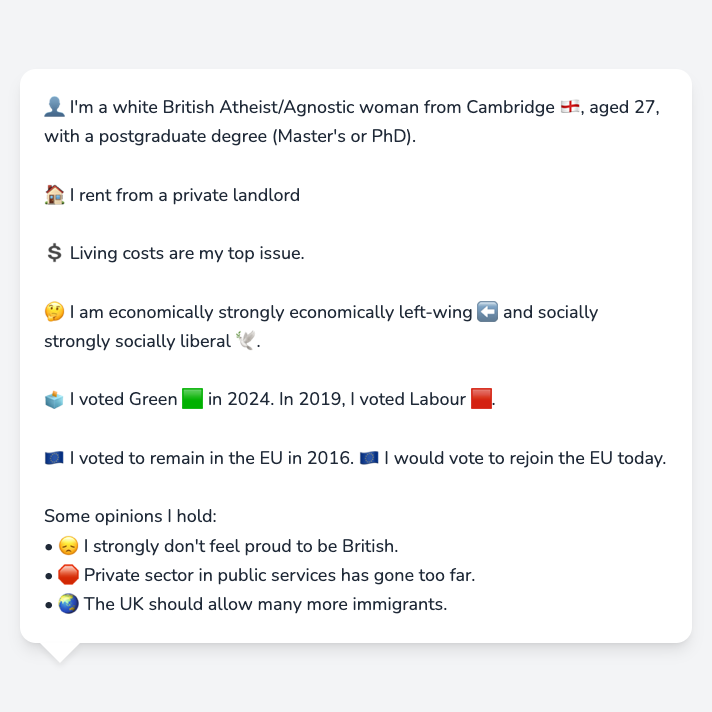 👤 I'm a white British Atheist/Agnostic woman from Cambridge 🏴󠁧󠁢󠁥󠁮󠁧󠁿, aged 27,
with a postgraduate degree (Master's or PhD).
🏠 I rent from a private landlord
💲 Living costs are my top issue.
🤔 I am economically strongly economically left-wing ⬅️ and socially
strongly socially liberal 🕊️.
🗳️ I voted Green 🟩 in 2024. In 2019, I voted Labour 🟥.
🇪🇺 I voted to remain in the EU in 2016. 🇪🇺 I would vote to rejoin the EU today.
Some opinions I hold:
• 😞 I strongly don't feel proud to be British.
• 🛑 Private sector in public services has gone too far.
• 🌏 The UK should allow many more immigrants.